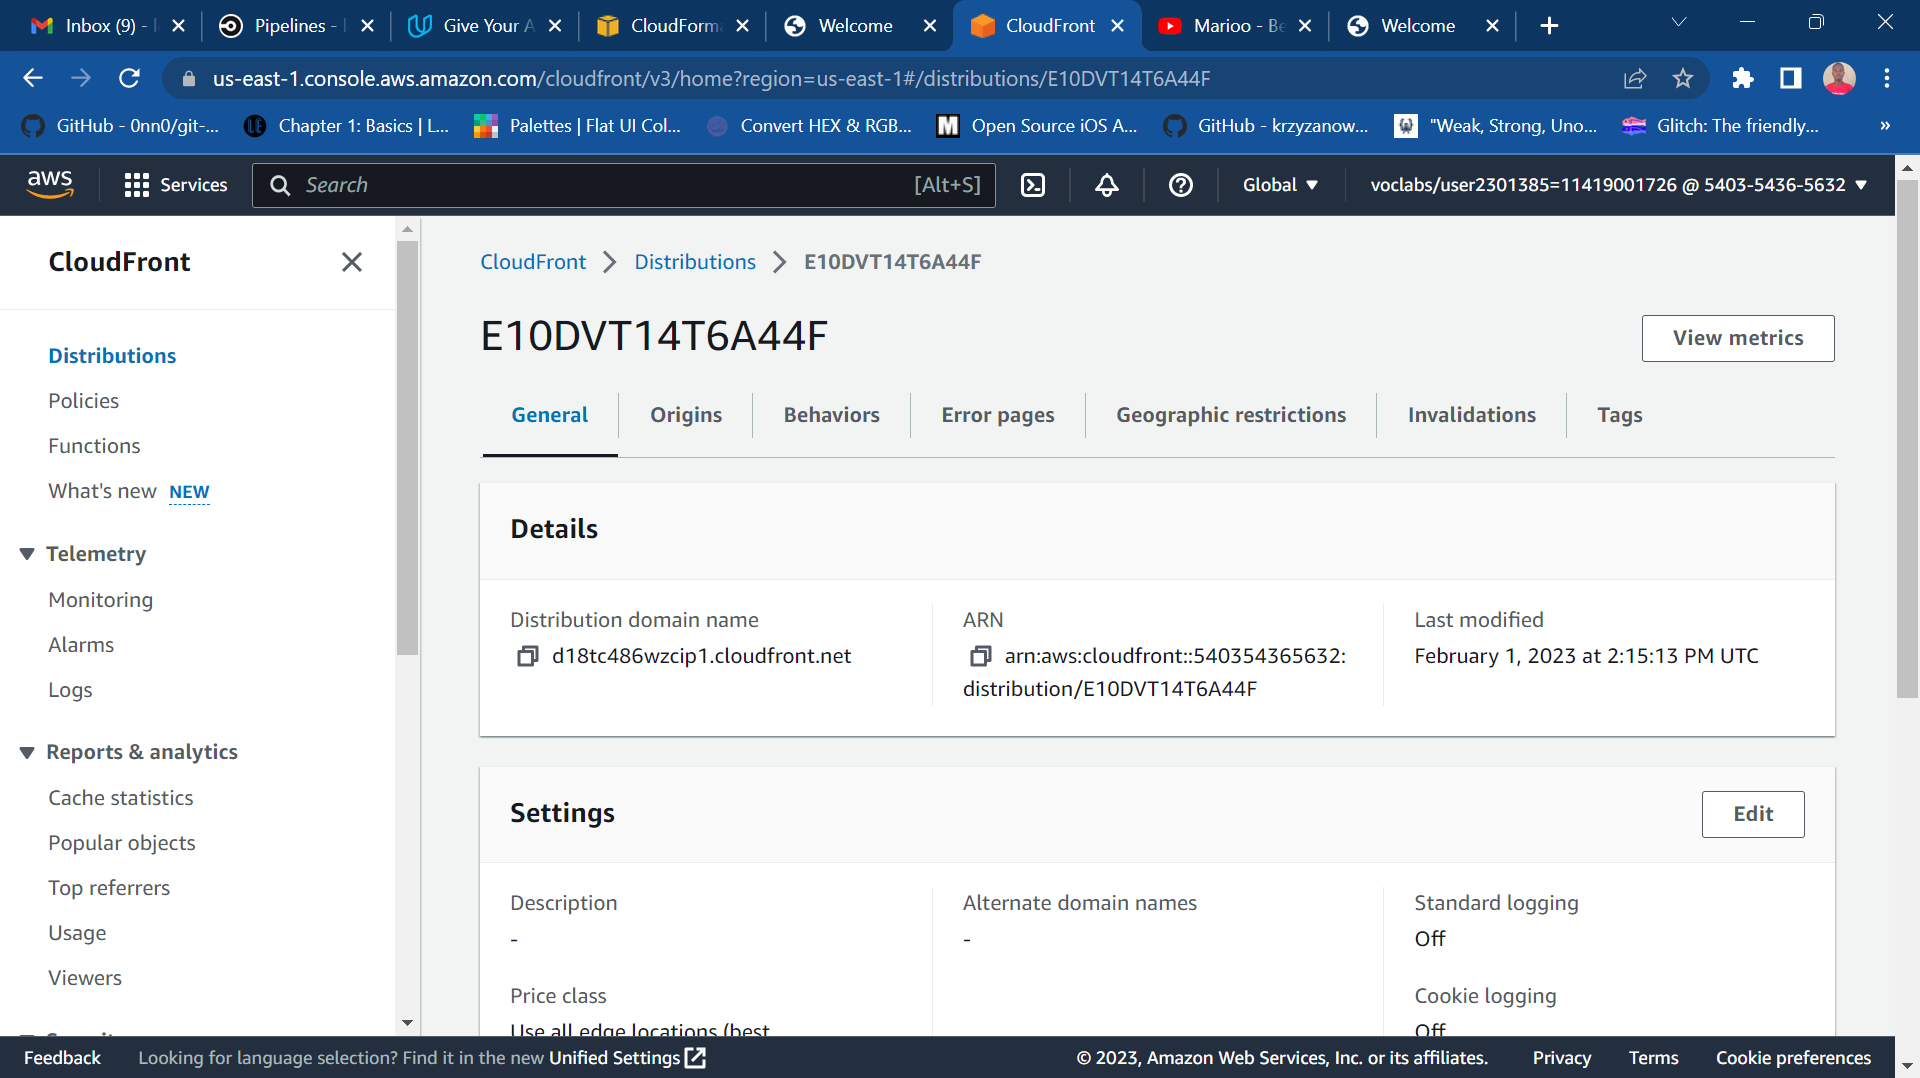 Inbox (9) -
Pipelines -
Give Your A
CloudForm
Welcome
CloudFront
Marioo - Be
Welcome
us-east-1.console.aws.amazon.com/cloudfront/v3/home?region=us-east-1#/distributions/E10DVT14T6A44F
GitHub - 0nn0/git-...
Chapter 1: Basics | L...
Palettes | Flat UI Col...
Convert HEX & RGB...
Open Source iOS A...
GitHub - krzyzanow...
"Weak, Strong, Uno...
Glitch: The friendly...
»
aws
Services
Search
[Alt+S]
Global
voclabs/user2301385=11419001726 @ 5403-5436-5632
CloudFront
Distributions
Policies
Functions
What's new NEW
Telemetry
Monitoring
Alarms
Logs
Reports & analytics
Cache statistics
Popular objects
Top referrers
Usage
Viewers
CloudFront
Distributions
E10DVT14T6A44F
E10DVT14T6A44F
View metrics
General
Origins
Behaviors
Error pages
Geographic restrictions
Invalidations
Tags
Details
Distribution domain name
d18tc486wzcip1.cloudfront.net
ARN
arn:aws:cloudfront::540354365632:
distribution/E10DVT14T6A44F
Last modified
February 1, 2023 at 2:15:13 PM UTC
Settings
Edit
Description
-
Alternate domain names
-
Standard logging
Off
Price class
Use all edge locations (best
Cookie logging
Off
Feedback
Looking for language selection? Find it in the new Unified Settings
© 2023, Amazon Web Services, Inc. or its affiliates.
Privacy
Terms
Cookie preferences